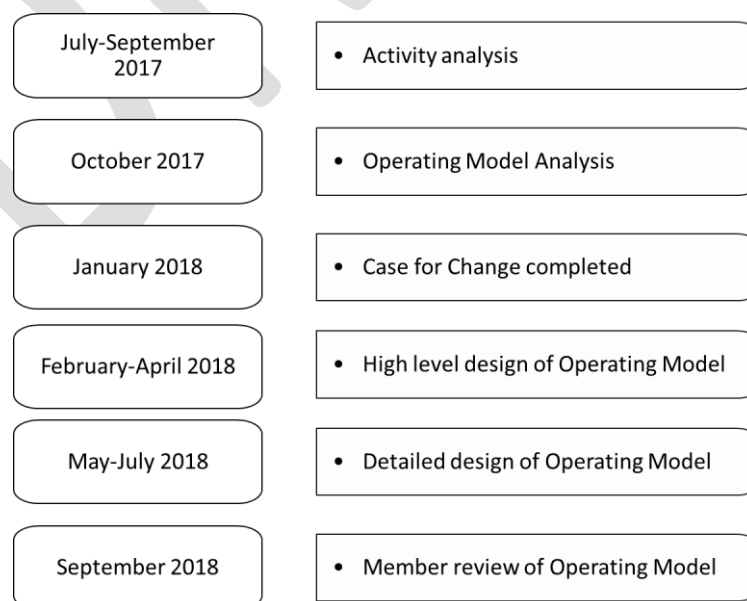 July-September
2017
• Activity analysis
October 2017
• Operating Model Analysis
January 2018
• Case for Change completed
February-April 2018
• High level design of Operating Model
May-July 2018
• Detailed design of Operating Model
September 2018
• Member review of Operating Model